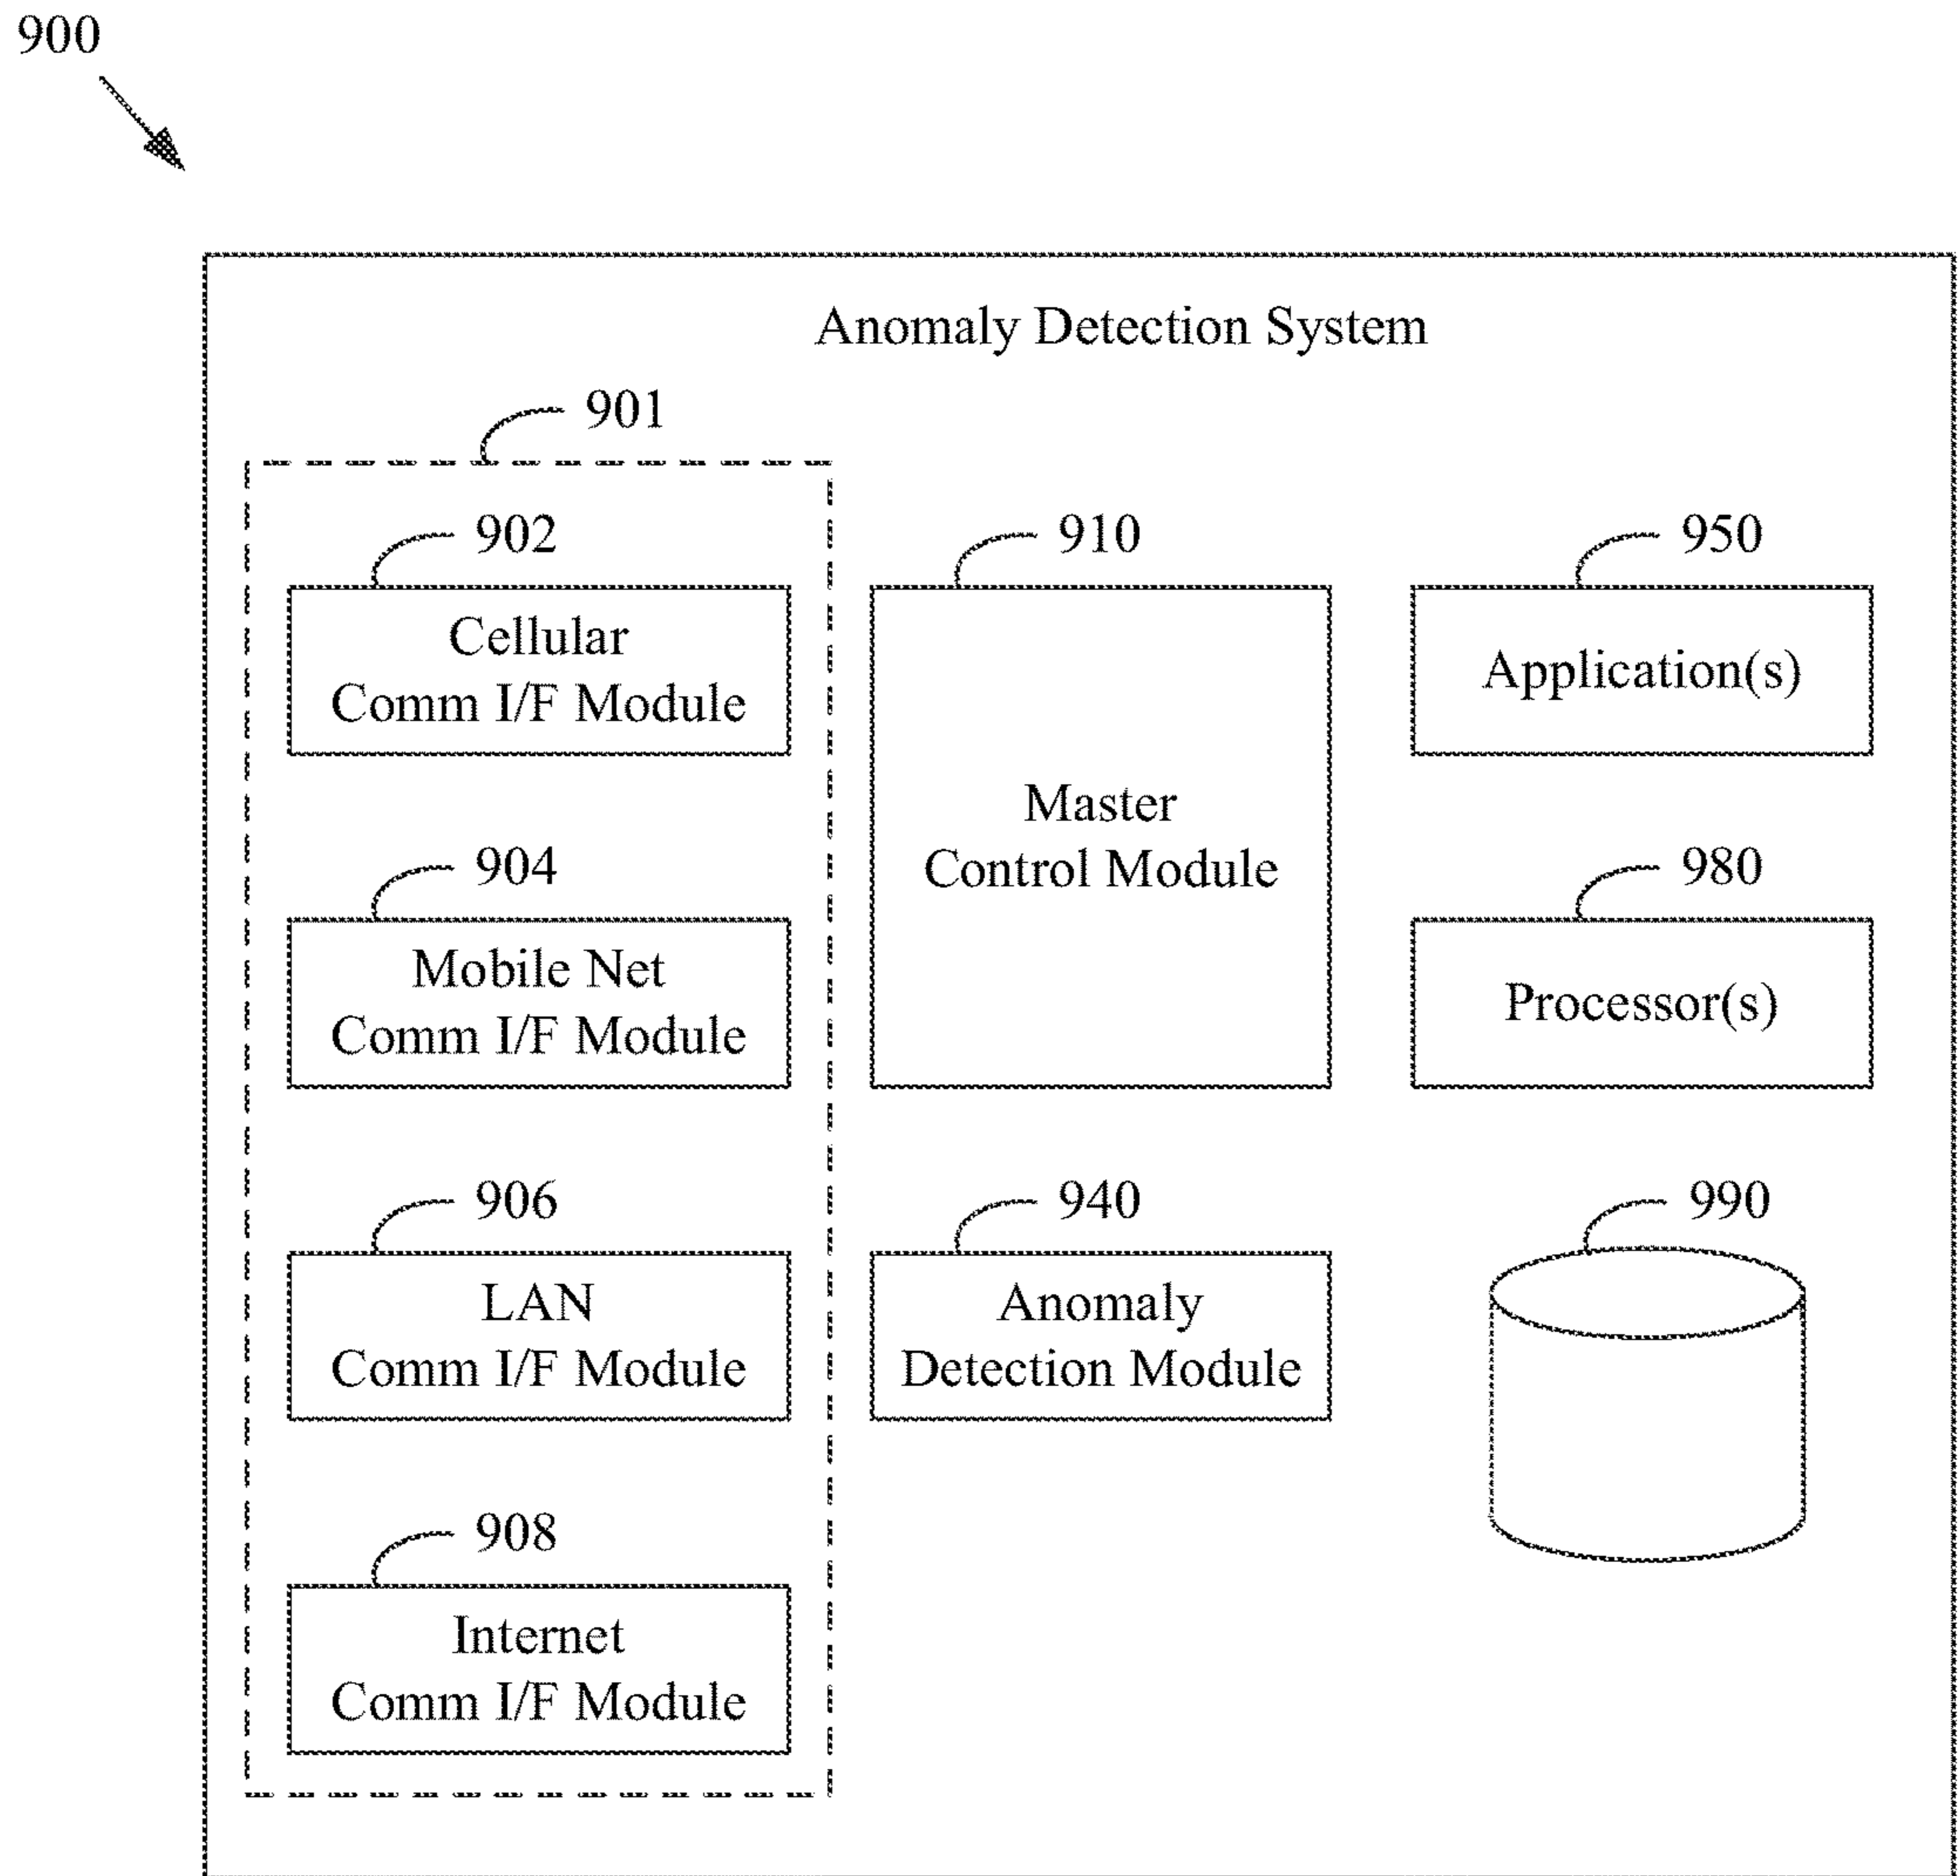 900
Anomaly Detection System
901
902
Cellular
Comm I/F Module
904
Mobile Net
Comm I/F Module
906
LAN
Comm I/F Module
908
Internet
Comm I/F Module
910
Master
Control Module
940
Anomaly
Detection Module
950
Application(s)
980
Processor(s)
990